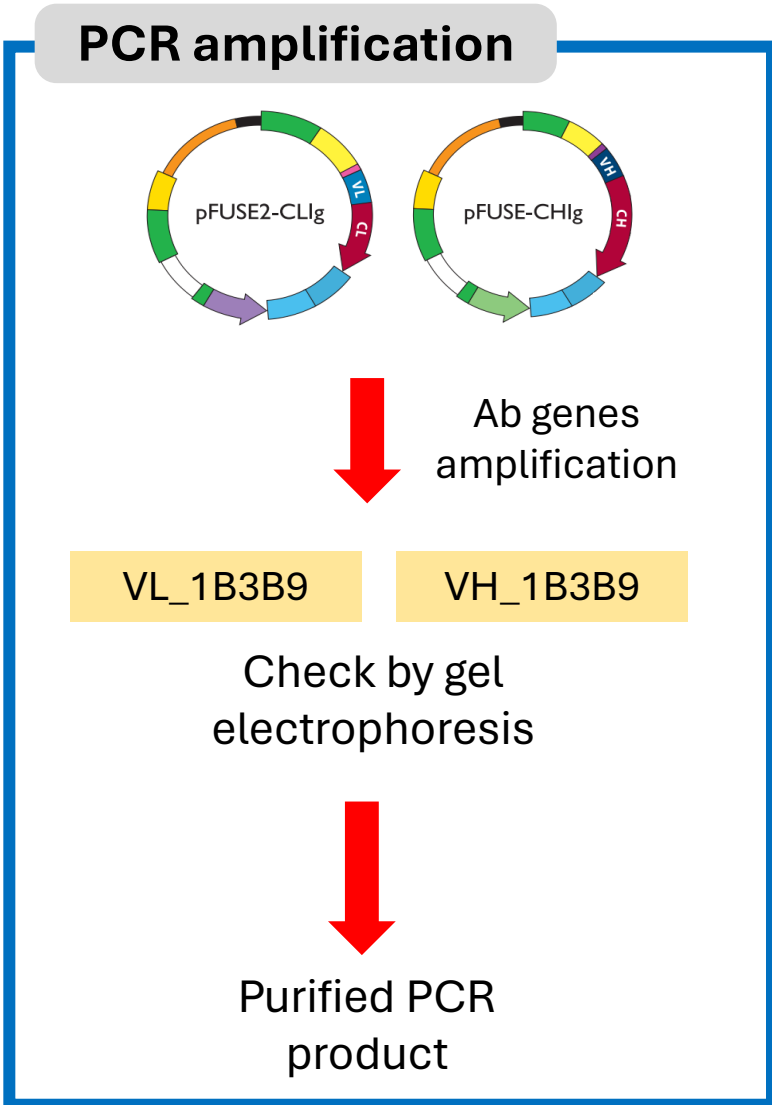 PCR amplification
pFUSE2-CLIg
VL
CL
pFUSE-CHIg
VH
CH
Ab genes
amplification
VL_1B3B9
VH_1B3B9
Check by gel
electrophoresis
Purified PCR
product